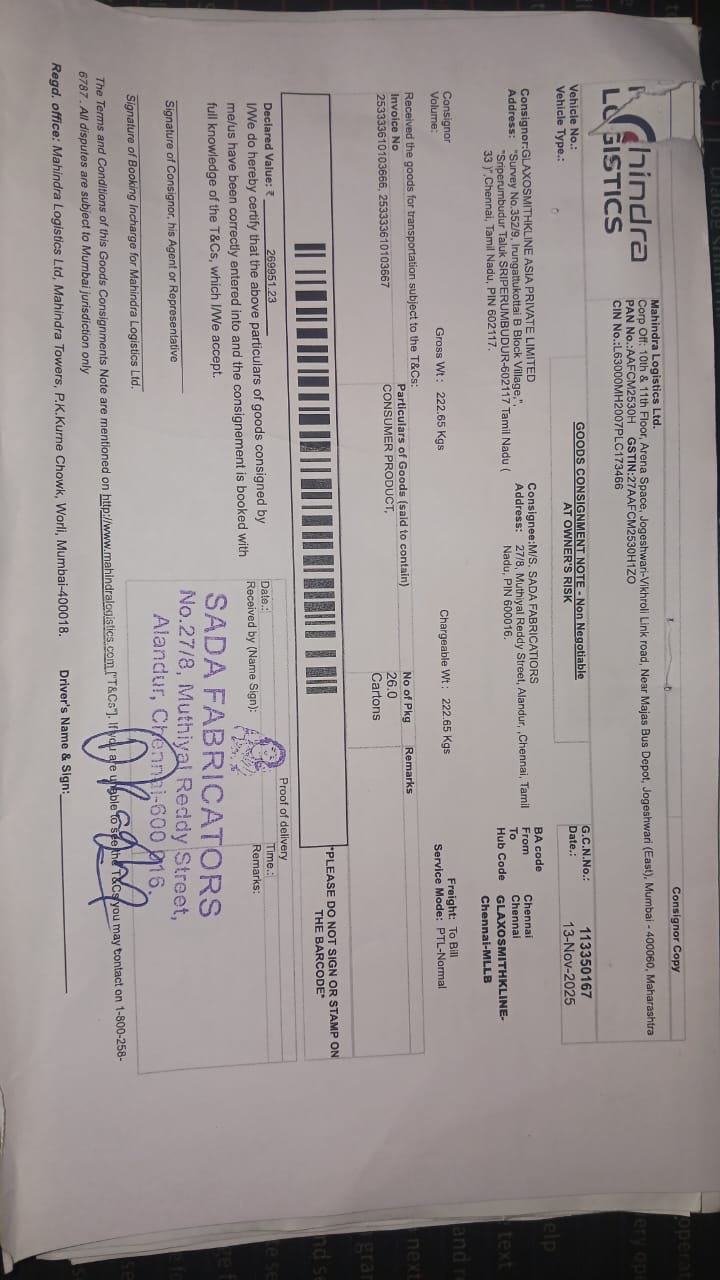 Consignor Copy
hindra
LOGISTICS
Mahindra Logistics Ltd.
Corp Off: 10th & 11th Floor, Arena Space, Jogeshwari-Vikhroli Link road, Near Majas Bus Depot, Jogeshwari (East), Mumbai - 400060, Maharashtra
PAN No.:AAFCM2530H GSTIN:27AAFCM2530H1ZO
CIN No.:L63000MH2007PLC173466
Vehicle No.:
Vehicle Type.:
GOODS CONSIGNMENT NOTE - Non Negotiable
AT OWNER'S RISK
G.C.N.No.: 113350167
Date.: 13-Nov-2025
Consignor:GLAXOSMITHKLINE ASIA PRIVATE LIMITED
Address: "Survey No.352/9, Irungattukottai B Block Village,",
"Sriperumbudur Taluk SRIPERUMBUDUR-602117 Tamil Nadu (
33 )",Chennai, Tamil Nadu, PIN 602117.
Consignee:M/S. SADA FABRICATIORS
Address: 27/8, Muthiyal Reddy Street, Alandur, ,Chennai, Tamil
Nadu, PIN 600016.
BA code
From Chennai
To Chennai
Hub Code GLAXOSMITHKLINE-
Chennai-MLLB
Consignor
Volume:
Gross Wt : 222.65 Kgs
Chargeable Wt : 222.65 Kgs
Freight: To Bill
Service Mode: PTL-Normal
Received the goods for transportation subject to the T&Cs:
Invoice No Particulars of Goods (said to contain) No of Pkg Remarks
253333610103666, 253333610103667 CONSUMER PRODUCT, 26.0
Cartons
"PLEASE DO NOT SIGN OR STAMP ON
THE BARCODE"
Declared Value: ₹ 269951.23
I/We do hereby certify that the above particulars of goods consigned by
me/us have been correctly entered into and the consignement is booked with
full knowledge of the T&Cs, which I/We accept.
Signature of Consignor, his Agent or Representative
Signature of Booking Incharge for Mahindra Logistics Ltd.
Proof of delivery
Date.: Time.:
Received by (Name Sign): Remarks:
SADA FABRICATORS
No.27/8, Muthiyal Reddy Street,
Alandur, Chennai-600 016.
The Terms and Conditions of this Goods Consignments Note are mentioned on http://www.mahindralogistics.com ["T&Cs"]. If you are unable to see the T&Cs you may contact on 1-800-258-
6787 . All disputes are subject to Mumbai jurisdiction only
Regd. office: Mahindra Logistics Ltd, Mahindra Towers, P.K.Kurne Chowk, Worli, Mumbai-400018. Driver's Name & Sign: